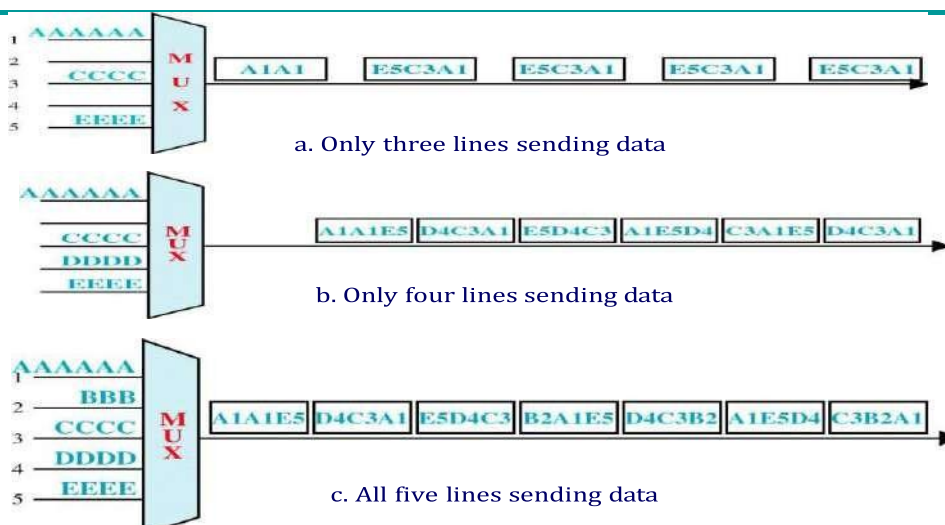 1 AAAAAA
2
3 CCCC
4
5 EEEE
MUX
A1A1 E5C3A1 E5C3A1 E5C3A1 E5C3A1
a. Only three lines sending data
AAAAAA
CCCC
DDDD
EEEE
MUX
A1A1E5 D4C3A1 E5D4C3 A1E5D4 C3A1E5 D4C3A1
b. Only four lines sending data
1 AAAAAA
2 BBB
3 CCCC
4 DDDD
5 EEEE
MUX
A1A1E5 D4C3A1 E5D4C3 B2A1E5 D4C3B2 A1E5D4 C3B2A1
c. All five lines sending data